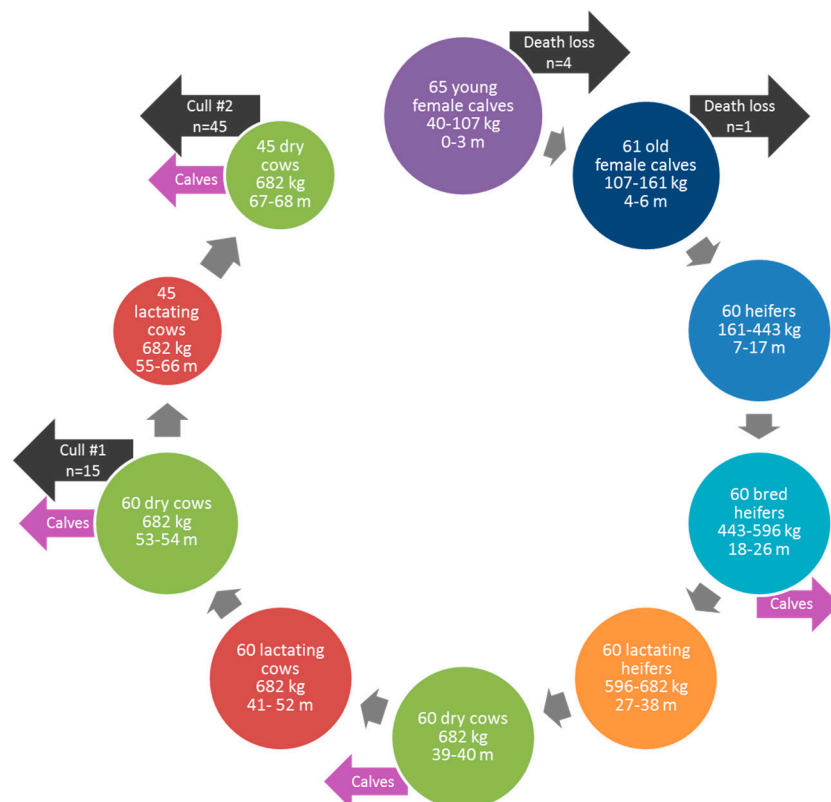 Death loss
n=4
65 young
female calves
40-107 kg
0-3 m
Death loss
n=1
61 old
female calves
107-161 kg
4-6 m
60 heifers
161-443 kg
7-17 m
60 bred
heifers
443-596 kg
18-26 m
Calves
60 lactating
heifers
596-682 kg
27-38 m
60 dry cows
682 kg
39-40 m
Calves
60 lactating
cows
682 kg
41- 52 m
60 dry cows
682 kg
53-54 m
Cull #1
n=15
Calves
45
lactating
cows
682 kg
55-66 m
45 dry
cows
682 kg
67-68 m
Cull #2
n=45
Calves